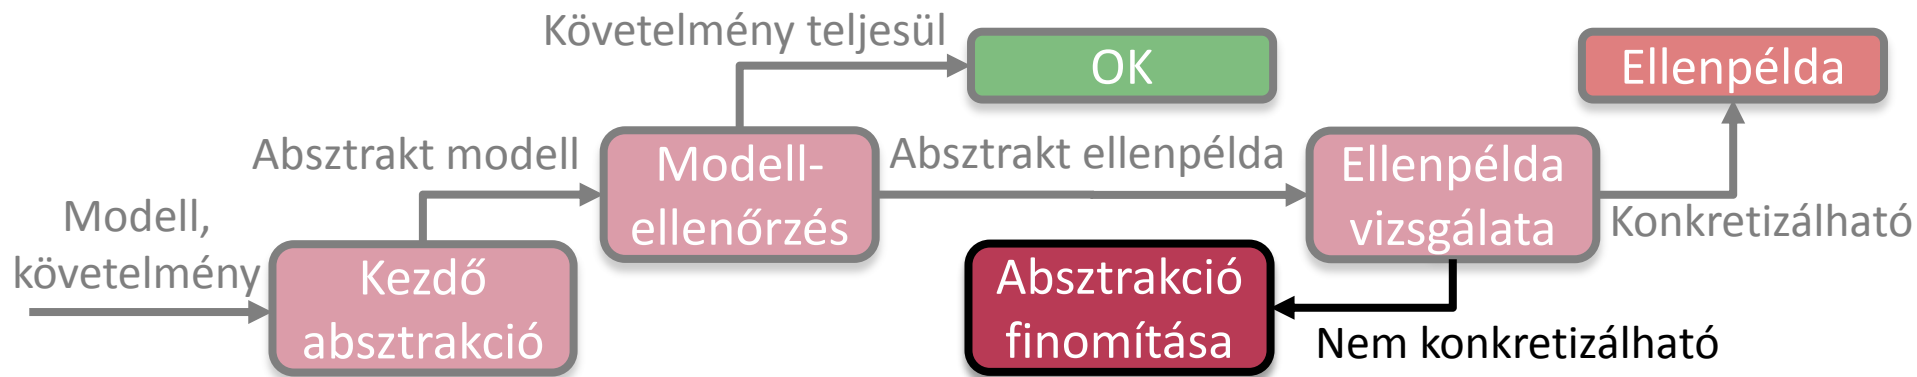 Követelmény teljesül
OK
Ellenpélda
Absztrakt modell
Modell-
ellenőrzés
Absztrakt ellenpélda
Ellenpélda
vizsgálata
Konkretizálható
Modell,
követelmény
Kezdő
absztrakció
Absztrakció
finomítása
Nem konkretizálható